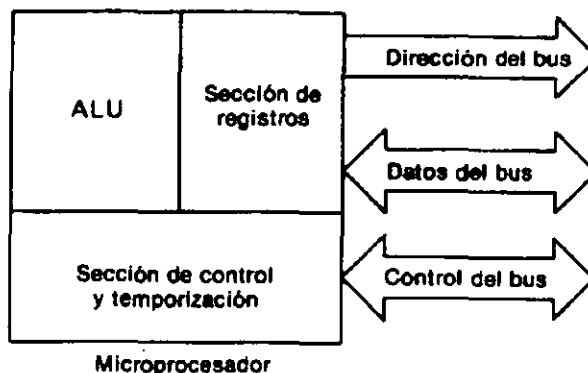 ALU
Sección de
registros
Dirección del bus
Datos del bus
Sección de control
y temporización
Control del bus
Microprocesador